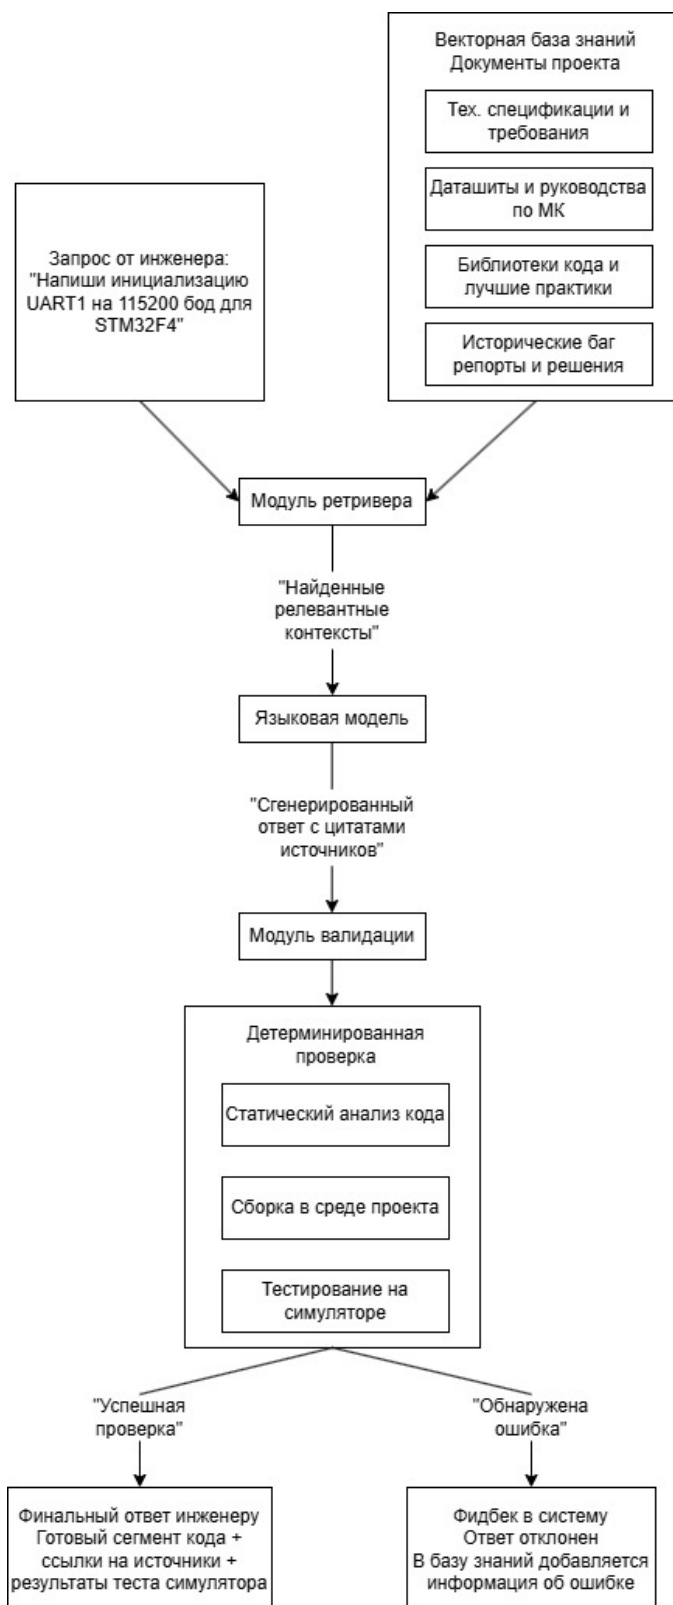 Векторная база знаний
Документы проекта
Тех. спецификации и
требования
Даташиты и руководства
по МК
Библиотеки кода и
лучшие практики
Исторические баг
репорты и решения
Запрос от инженера:
"Напиши инициализацию
UART1 на 115200 бод для
STM32F4"
Модуль ретривера
"Найденные
релевантные
контексты"
Языковая модель
"Сгенерированный
ответ с цитатами
источников"
Модуль валидации
Детерминированная
проверка
Статический анализ кода
Сборка в среде проекта
Тестирование на
симуляторе
"Успешная
проверка"
"Обнаружена
ошибка"
Финальный ответ инженеру
Готовый сегмент кода +
ссылки на источники +
результаты теста симулятора
Фидбек в систему
Ответ отклонен
В базу знаний добавляется
информация об ошибке